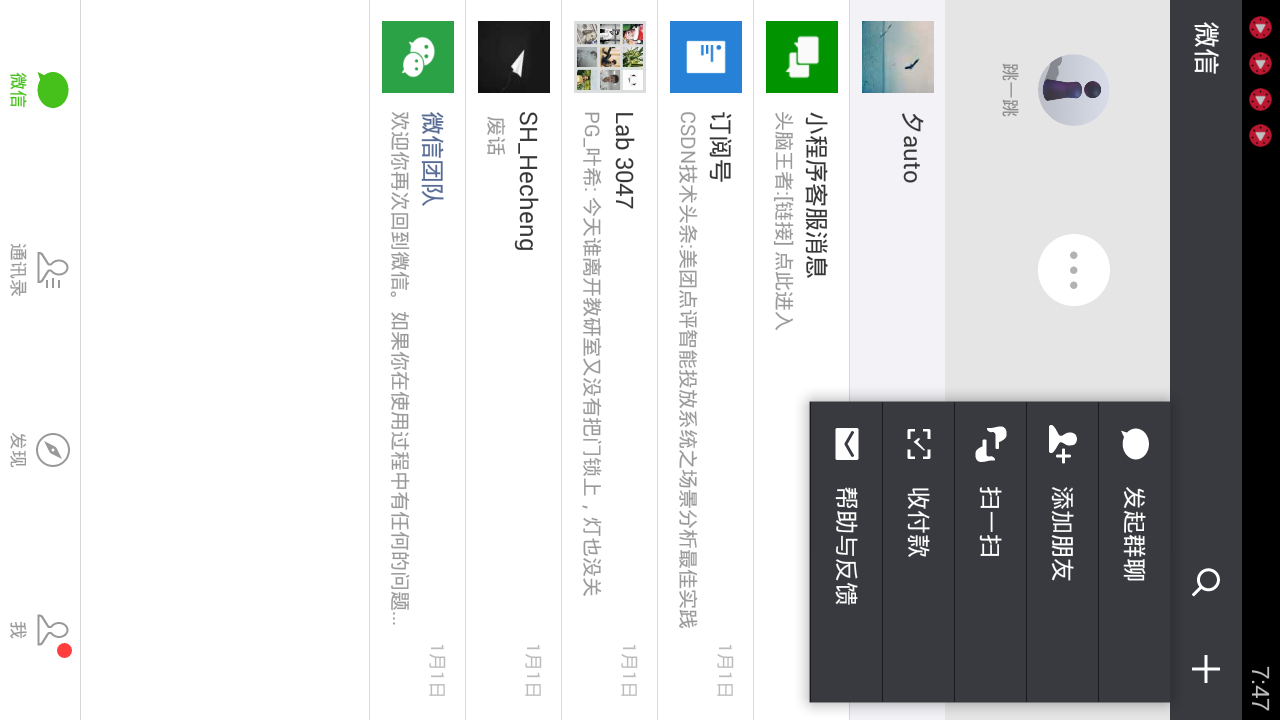 7:47
微信
跳一跳
发起群聊
添加朋友
扫一扫
收付款
帮助与反馈
夕auto
小程序客服消息
头脑王者:[链接] 点此进入
订阅号
1月1日
CSDN技术头条:美团点评智能投放系统之场景分析最佳实践
Lab 3047
1月1日
PG_叶希: 今天谁离开教研室又没有把门锁上，灯也没关
SH_Hecheng
1月1日
废话
微信团队
1月1日
欢迎你再次回到微信。如果你在使用过程中有任何的问题...
微信
通讯录
发现
我